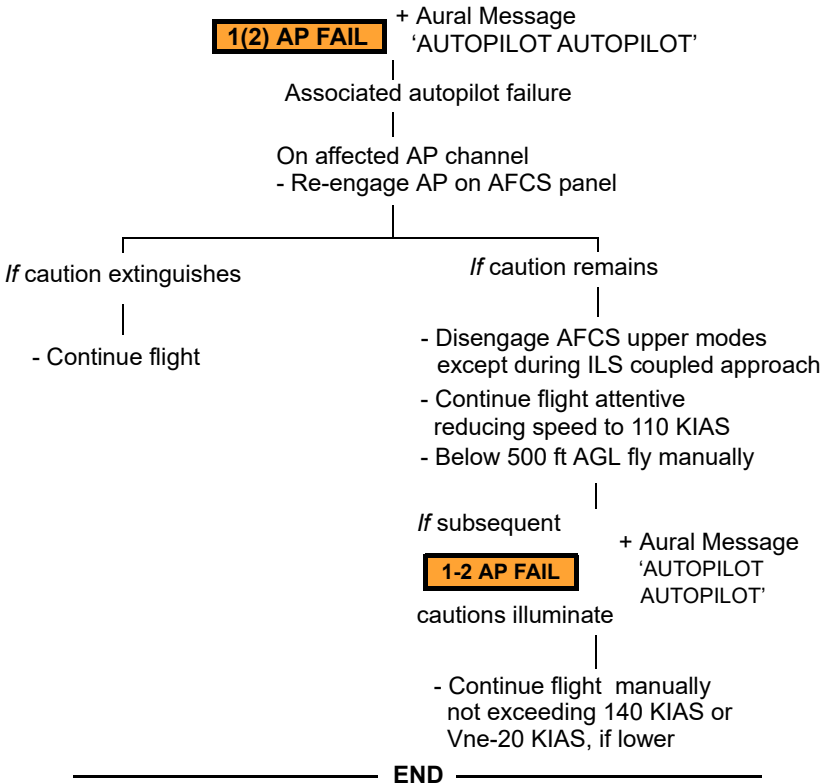 1(2) AP FAIL
+ Aural Message
'AUTOPILOT AUTOPILOT'
Associated autopilot failure
On affected AP channel
- Re-engage AP on AFCS panel
If caution extinguishes
- Continue flight
If caution remains
- Disengage AFCS upper modes
except during ILS coupled approach
- Continue flight attentive
reducing speed to 110 KIAS
- Below 500 ft AGL fly manually
If subsequent
1-2 AP FAIL
+ Aural Message
'AUTOPILOT
AUTOPILOT'
cautions illuminate
- Continue flight manually
not exceeding 140 KIAS or
Vne-20 KIAS, if lower
END